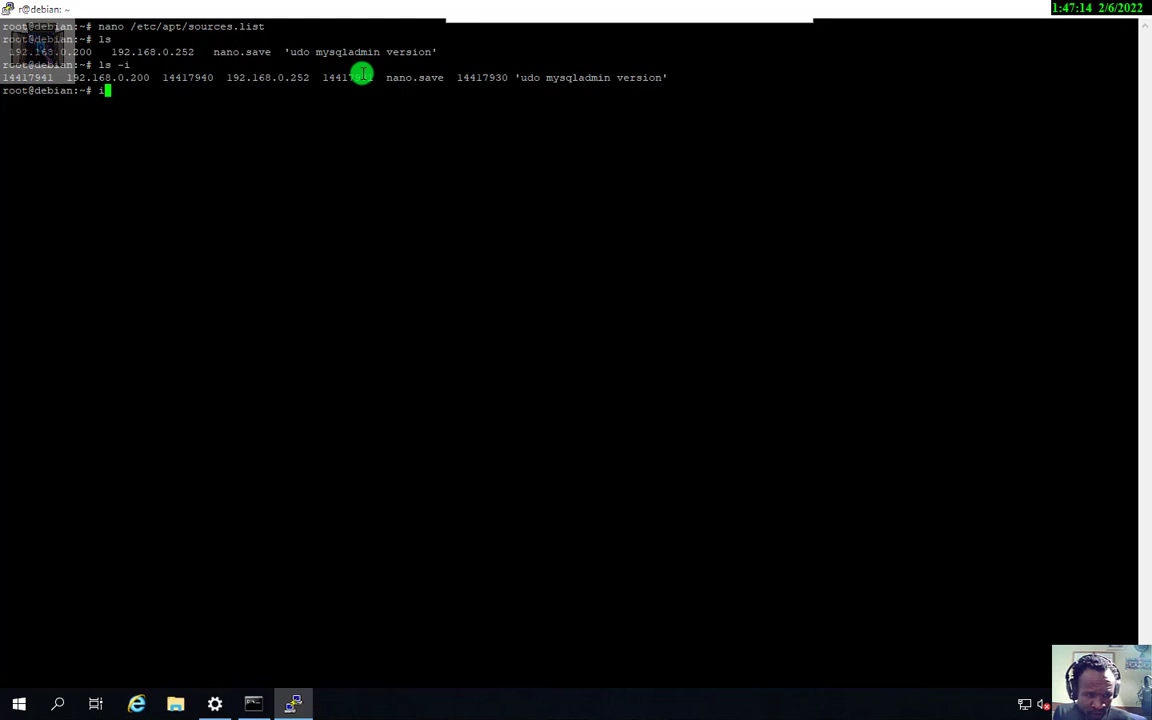 r@debian: ~
1:47:14 2/6/2022
root@debian:~# nano /etc/apt/sources.list
root@debian:~# ls
192.168.0.200 192.168.0.252 nano.save 'udo mysqladmin version'
root@debian:~# ls -i
14417941 192.168.0.200 14417940 192.168.0.252 nano.save 14417930 'udo mysqladmin version'
root@debian:~# i